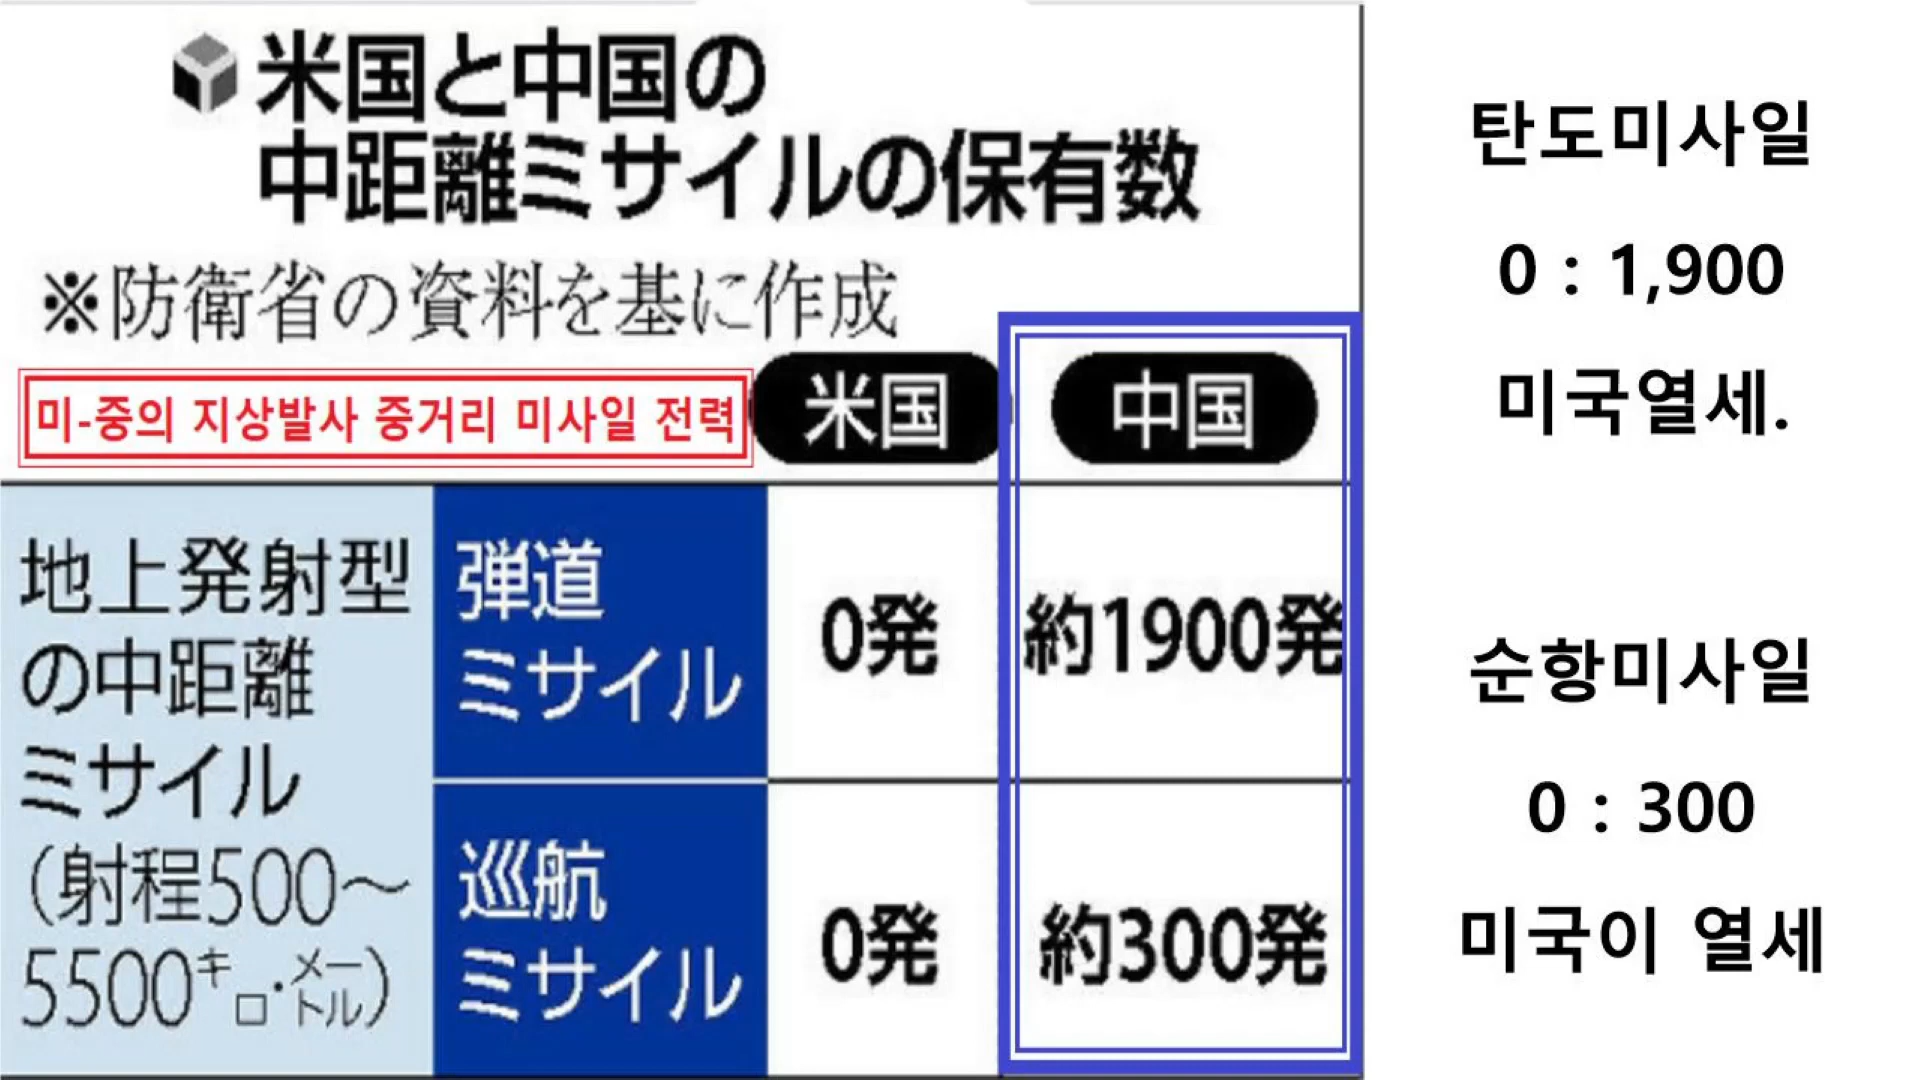 米国と中国の
中距離ミサイルの保有数
※防衛省の資料を基に作成
미-중의 지상발사 중거리 미사일 전력
米国
中国
地上発射型
の中距離
ミサイル
(射程500〜
5500キロ・メートル)
弾道
ミサイル
0発
約1900発
巡航
ミサイル
0発
約300発
탄도미사일
0 : 1,900
미국열세.
순항미사일
0 : 300
미국이 열세